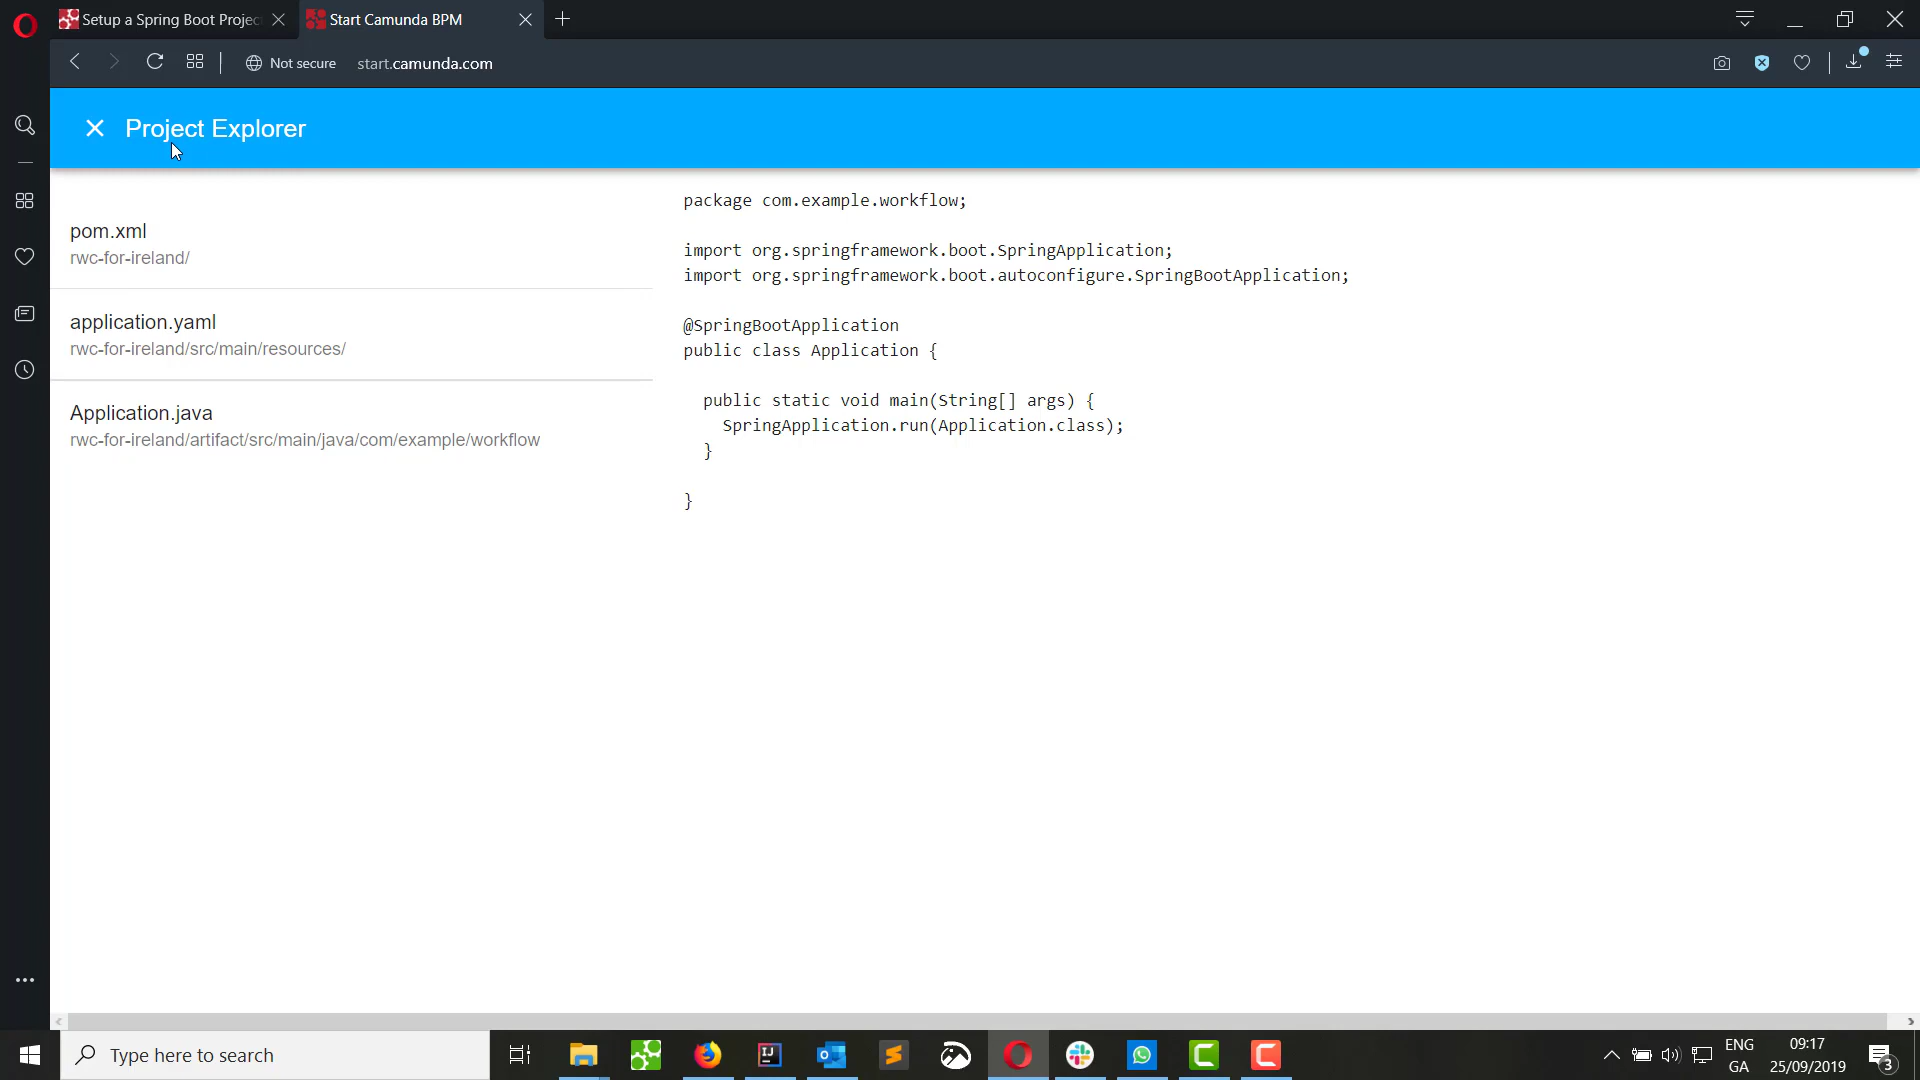 Setup a Spring Boot Projec
Start Camunda BPM
Not secure
start.camunda.com
Project Explorer
pom.xml
rwc-for-ireland/
application.yaml
rwc-for-ireland/src/main/resources/
Application.java
rwc-for-ireland/artifact/src/main/java/com/example/workflow
package com.example.workflow;
import org.springframework.boot.SpringApplication;
import org.springframework.boot.autoconfigure.SpringBootApplication;
@SpringBootApplication
public class Application {
public static void main(String[] args) {
SpringApplication.run(Application.class);
}
}
Type here to search
ENG
GA
09:17
25/09/2019
3